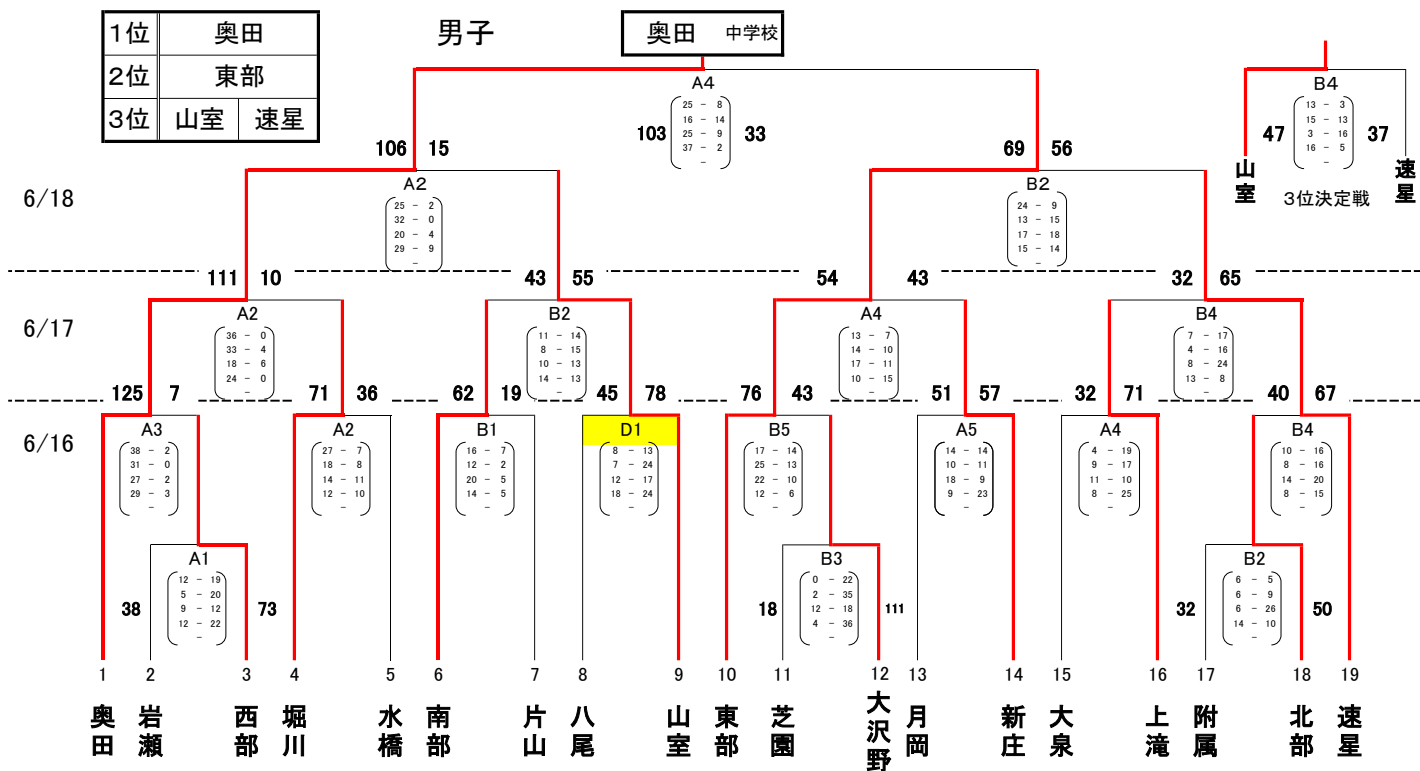 1位 奥田
2位 東部
3位 山室 速星
男子
奥田 中学校
A4
25 - 8
16 - 14
25 - 9
37 - 2
-
103 33
B4
13 - 3
15 - 13
3 - 16
16 - 5
-
47 37
山室
速星
3位決定戦
6/18
106 15
A2
25 - 2
32 - 0
20 - 4
29 - 9
-
69 56
B2
24 - 9
13 - 15
17 - 18
15 - 14
-
6/17
111 10
A2
36 - 0
33 - 4
18 - 6
24 - 0
-
43 55
B2
11 - 14
8 - 15
10 - 13
14 - 13
-
54 43
A4
13 - 7
14 - 10
17 - 11
10 - 15
-
32 65
B4
7 - 17
4 - 16
8 - 24
13 - 8
-
6/16
125 7
A3
38 - 2
31 - 0
27 - 2
29 - 3
-
71 36
A2
27 - 7
18 - 8
14 - 11
12 - 10
-
62 19
B1
16 - 7
12 - 2
20 - 5
14 - 5
-
45 78
D1
8 - 13
7 - 24
12 - 17
18 - 24
-
76 43
B5
17 - 14
25 - 13
22 - 10
12 - 6
-
51 57
A5
14 - 14
10 - 11
18 - 9
9 - 23
-
32 71
A4
4 - 19
9 - 17
11 - 10
8 - 25
-
40 67
B4
10 - 16
8 - 16
14 - 20
8 - 15
-
A1
12 - 19
5 - 20
9 - 12
12 - 22
-
38 73
B3
0 - 22
2 - 35
12 - 18
4 - 36
-
18 111
B2
6 - 5
6 - 9
6 - 26
14 - 10
-
32 50
1 2 3 4 5 6 7 8 9 10 11 12 13 14 15 16 17 18 19
奥田
岩瀬
西部
堀川
水橋
南部
片山
八尾
山室
東部
芝園
大沢野
月岡
新庄
大泉
上滝
附属
北部
速星